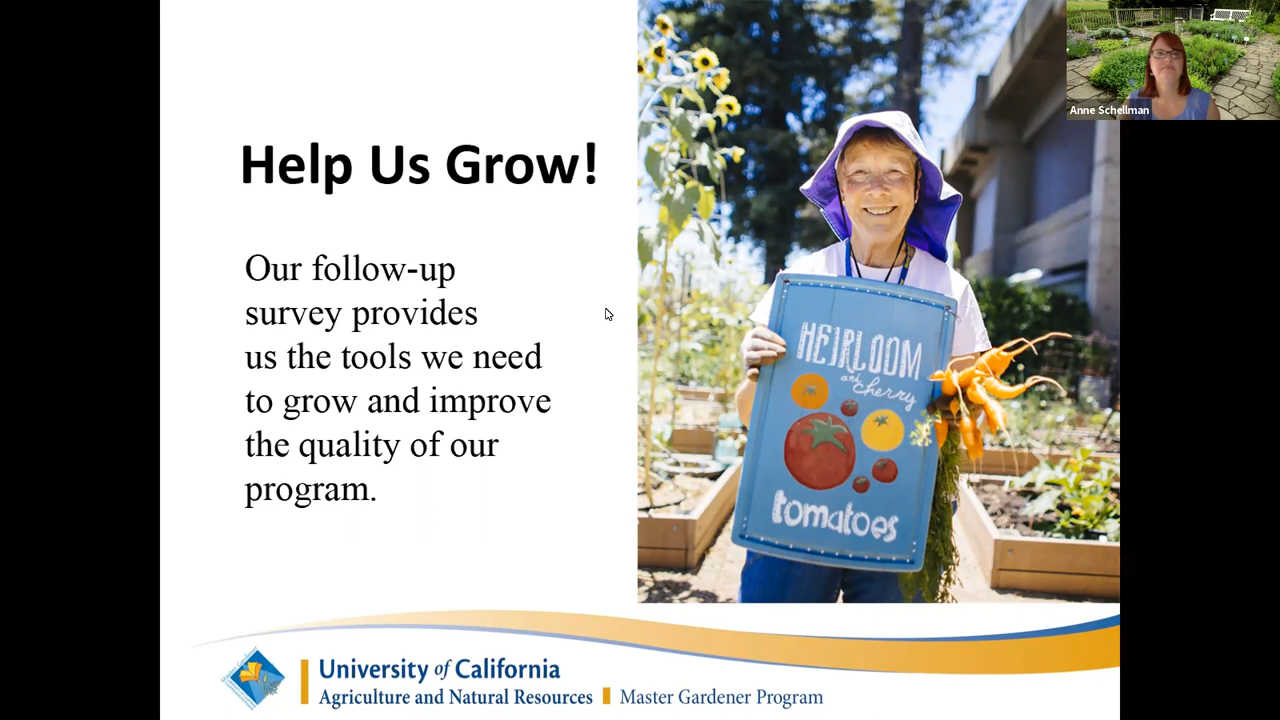 Help Us Grow!
Our follow-up
survey provides
us the tools we need
to grow and improve
the quality of our
program.
HEIRLOOM
and cherry
tomatoes
Anne Schellman
University of California
Agriculture and Natural Resources
Master Gardener Program